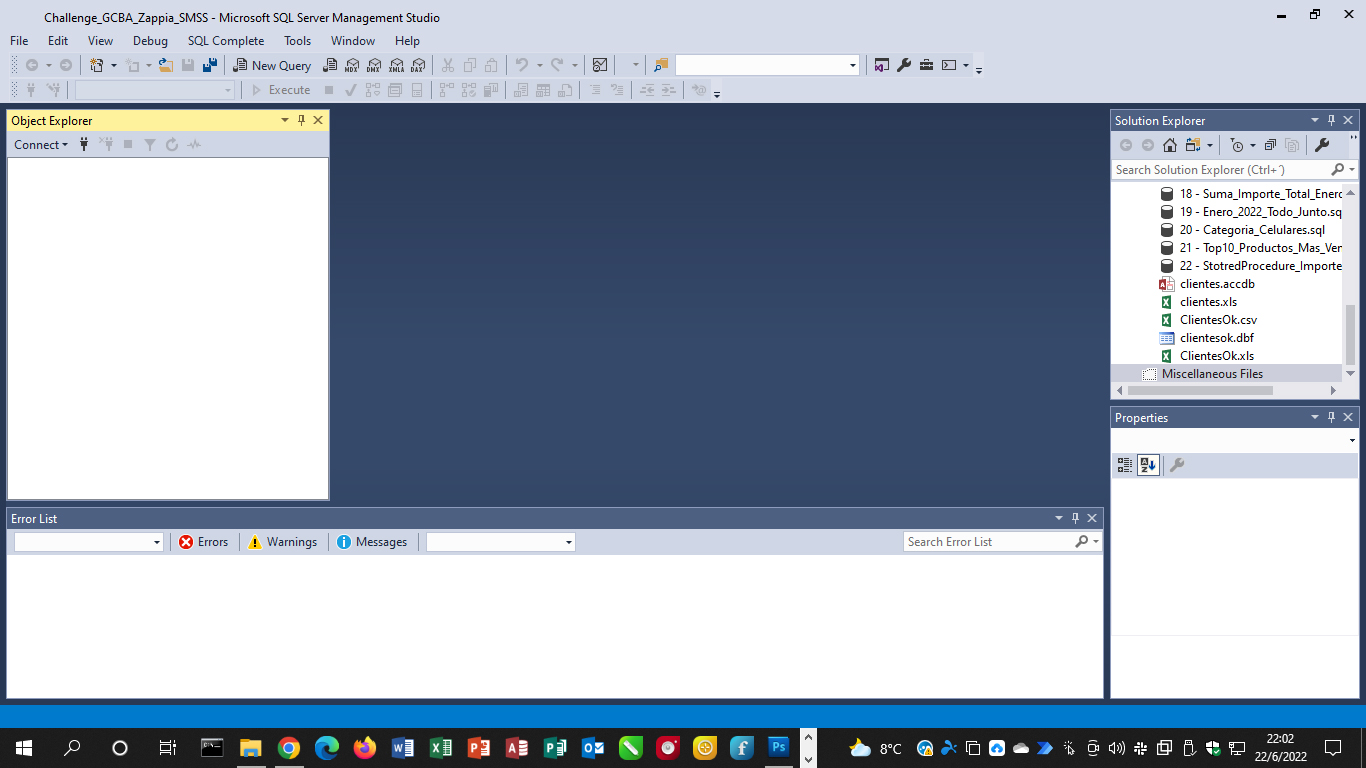 Challenge_GCBA_Zappia_SMSS - Microsoft SQL Server Management Studio
File Edit View Debug SQL Complete Tools Window Help
New Query MDX DMX XMLA DAX
Execute
Object Explorer
Connect
Solution Explorer
Search Solution Explorer (Ctrl+´)
18 - Suma_Importe_Total_Enero
19 - Enero_2022_Todo_Junto.sq
20 - Categoria_Celulares.sql
21 - Top10_Productos_Mas_Ver
22 - StotredProcedure_Importe
clientes.accdb
clientes.xls
ClientesOk.csv
clientesok.dbf
ClientesOk.xls
Miscellaneous Files
Properties
Error List
Errors Warnings Messages Search Error List
8°C
22:02
22/6/2022